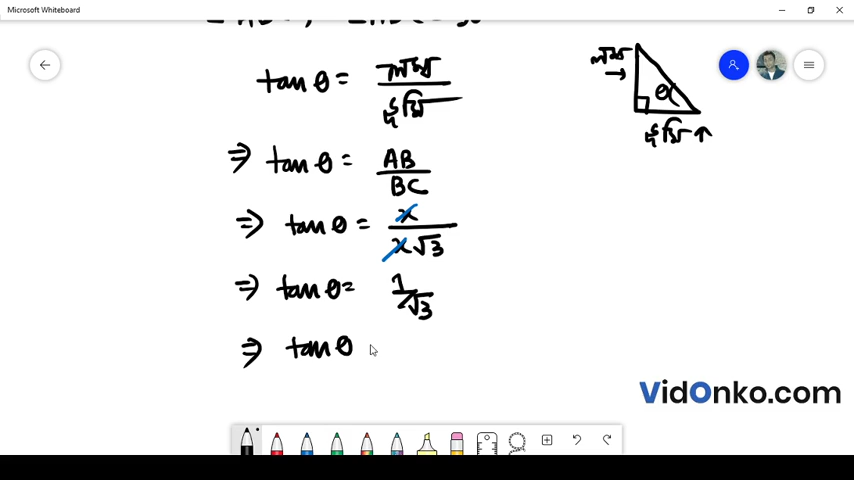 Microsoft Whiteboard
tan θ =
⇒ tan θ = AB/BC
⇒ tan θ = x/x√3
⇒ tan θ = 1/√3
⇒ tan θ
θ
VidOnko.com